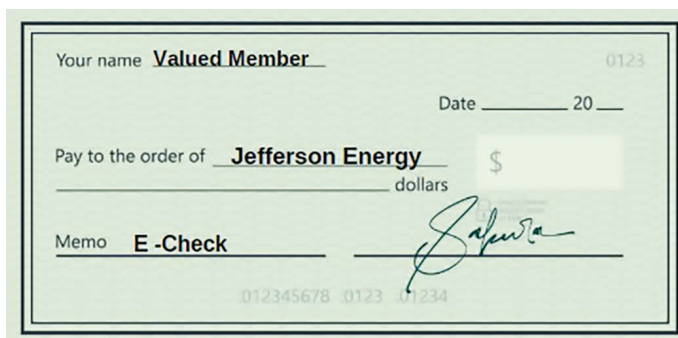 Your name Valued Member
0123
Date 20
Pay to the order of Jefferson Energy
$
dollars
Memo E -Check
012345678 0123 01234